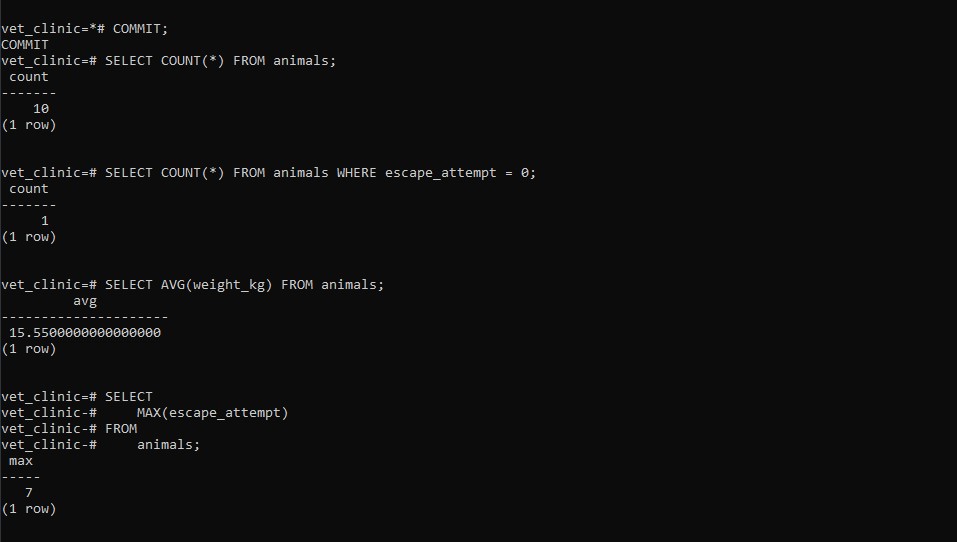 vet_clinic=*# COMMIT;
COMMIT
vet_clinic=# SELECT COUNT(*) FROM animals;
 count
-------
    10
(1 row)

vet_clinic=# SELECT COUNT(*) FROM animals WHERE escape_attempt = 0;
 count
-------
     1
(1 row)

vet_clinic=# SELECT AVG(weight_kg) FROM animals;
         avg
---------------------
 15.5500000000000000
(1 row)

vet_clinic=# SELECT
vet_clinic-#     MAX(escape_attempt)
vet_clinic-# FROM
vet_clinic-#     animals;
 max
-----
   7
(1 row)